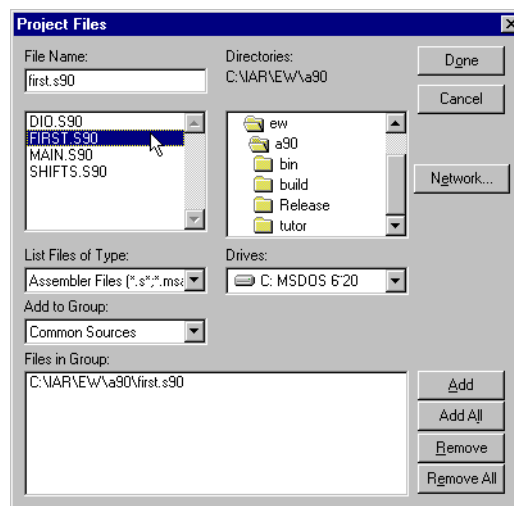 Project Files
File Name:
first.s90
Directories:
C:\IAR\EW\a90
Done
Cancel
DIO.S90
FIRST.S90
MAIN.S90
SHIFTS.S90
ew
a90
bin
build
Release
tutor
Network...
List Files of Type:
Assembler Files (*.s*;*.msa
Drives:
C: MSDOS 6~20
Add to Group:
Common Sources
Files in Group:
C:\IAR\EW\a90\first.s90
Add
Add All
Remove
Remove All